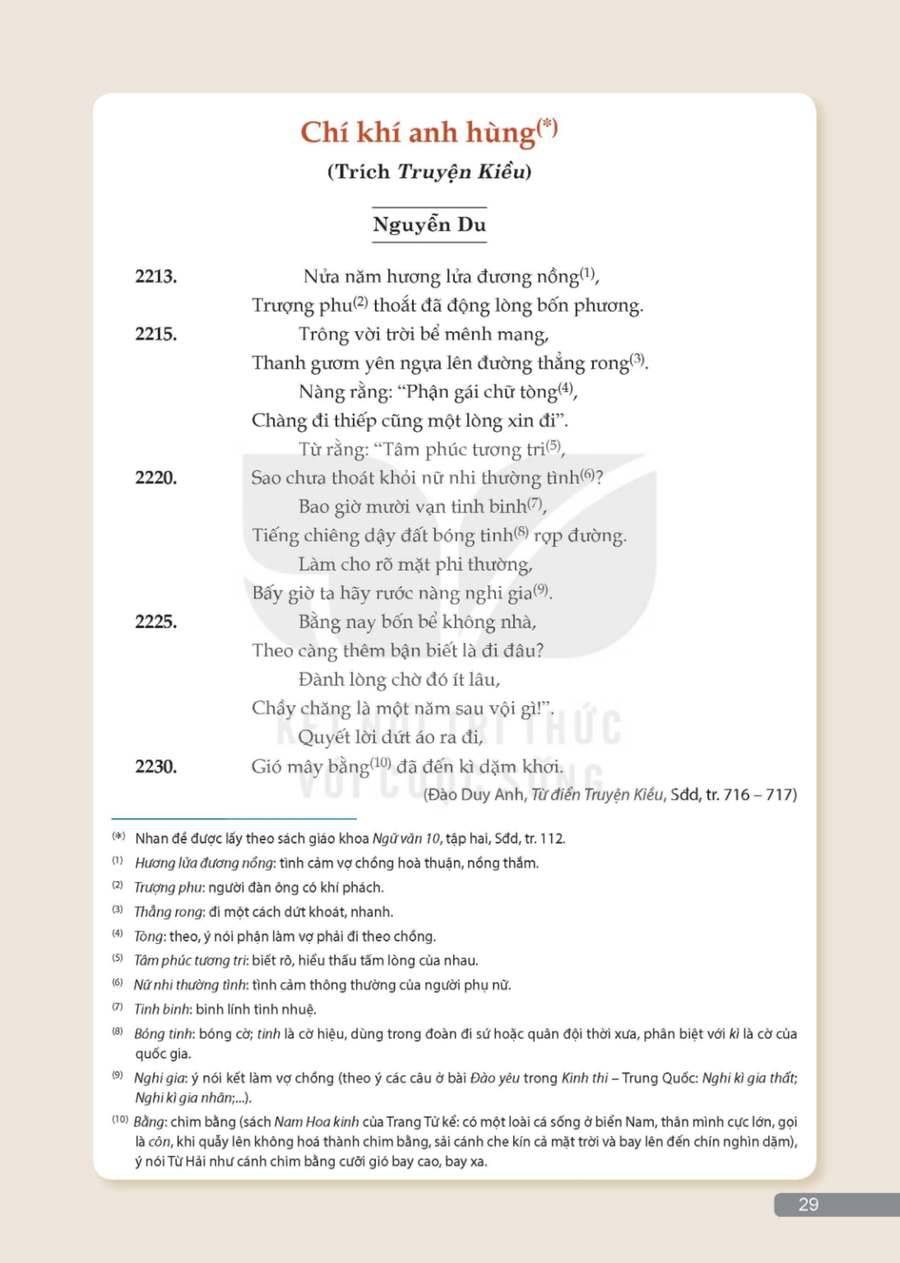 Chí khí anh hùng(*)
(Trích Truyện Kiều)
Nguyễn Du
2213. Nửa năm hương lửa đương nồng(1),
Trượng phu(2) thoắt đã động lòng bốn phương.
2215. Trông vời trời bể mênh mang,
Thanh gươm yên ngựa lên đường thẳng rong(3).
Nàng rằng: “Phận gái chữ tòng(4),
Chàng đi thiếp cũng một lòng xin đi”.
Từ rằng: “Tâm phúc tương tri(5),
2220. Sao chưa thoát khỏi nữ nhi thường tình(6)?
Bao giờ mười vạn tinh binh(7),
Tiếng chiêng dậy đất bóng tinh(8) rợp đường.
Làm cho rõ mặt phi thường,
Bấy giờ ta hãy rước nàng nghi gia(9).
2225. Bằng nay bốn bể không nhà,
Theo càng thêm bận biết là đi đâu?
Đành lòng chờ đó ít lâu,
Chầy chăng là một năm sau vội gì!”.
Quyết lời dứt áo ra đi,
2230. Gió mây bằng(10) đã đến kì dặm khơi.
(Đào Duy Anh, Từ điển Truyện Kiều, Sđd, tr. 716 – 717)
KẾT NỐI TRI THỨC
VỚI CUỘC SỐNG
(*) Nhan đề được lấy theo sách giáo khoa Ngữ văn 10, tập hai, Sđd, tr. 112.
(1) Hương lửa đương nồng: tình cảm vợ chồng hoà thuận, nồng thắm.
(2) Trượng phu: người đàn ông có khí phách.
(3) Thẳng rong: đi một cách dứt khoát, nhanh.
(4) Tòng: theo, ý nói phận làm vợ phải đi theo chồng.
(5) Tâm phúc tương tri: biết rõ, hiểu thấu tấm lòng của nhau.
(6) Nữ nhi thường tình: tình cảm thông thường của người phụ nữ.
(7) Tinh binh: binh lính tinh nhuệ.
(8) Bóng tinh: bóng cờ; tinh là cờ hiệu, dùng trong đoàn đi sứ hoặc quân đội thời xưa, phân biệt với kì là cờ của
quốc gia.
(9) Nghi gia: ý nói kết làm vợ chồng (theo ý các câu ở bài Đào yêu trong Kinh thi – Trung Quốc: Nghi kì gia thất;
Nghi kì gia nhân;...).
(10) Bằng: chim bằng (sách Nam Hoa kinh của Trang Tử kể: có một loài cá sống ở biển Nam, thân mình cực lớn, gọi
là côn, khi quẫy lên không hoá thành chim bằng, sải cánh che kín cả mặt trời và bay lên đến chín nghìn dặm),
ý nói Từ Hải như cánh chim bằng cưỡi gió bay cao, bay xa.
29